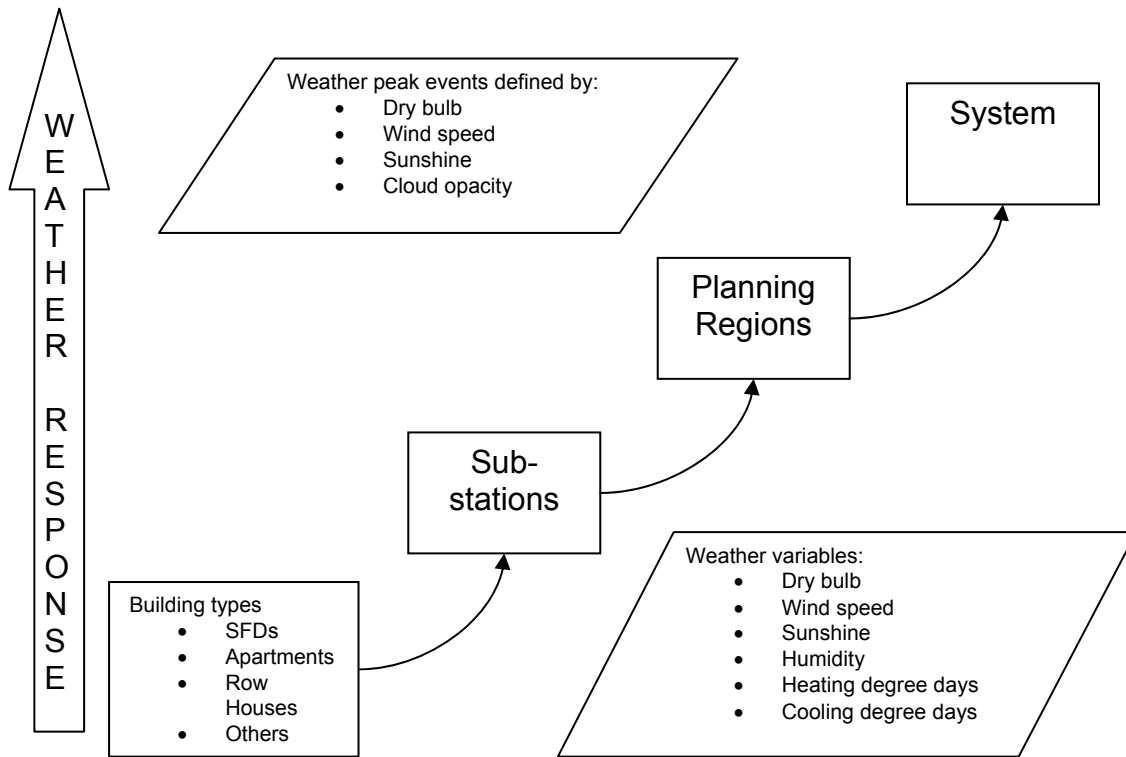 WEATHER RESPONSE
Weather peak events defined by:
• Dry bulb
• Wind speed
• Sunshine
• Cloud opacity
System
Planning
Regions
Sub-
stations
Building types
• SFDs
• Apartments
• Row
Houses
• Others
Weather variables:
• Dry bulb
• Wind speed
• Sunshine
• Humidity
• Heating degree days
• Cooling degree days